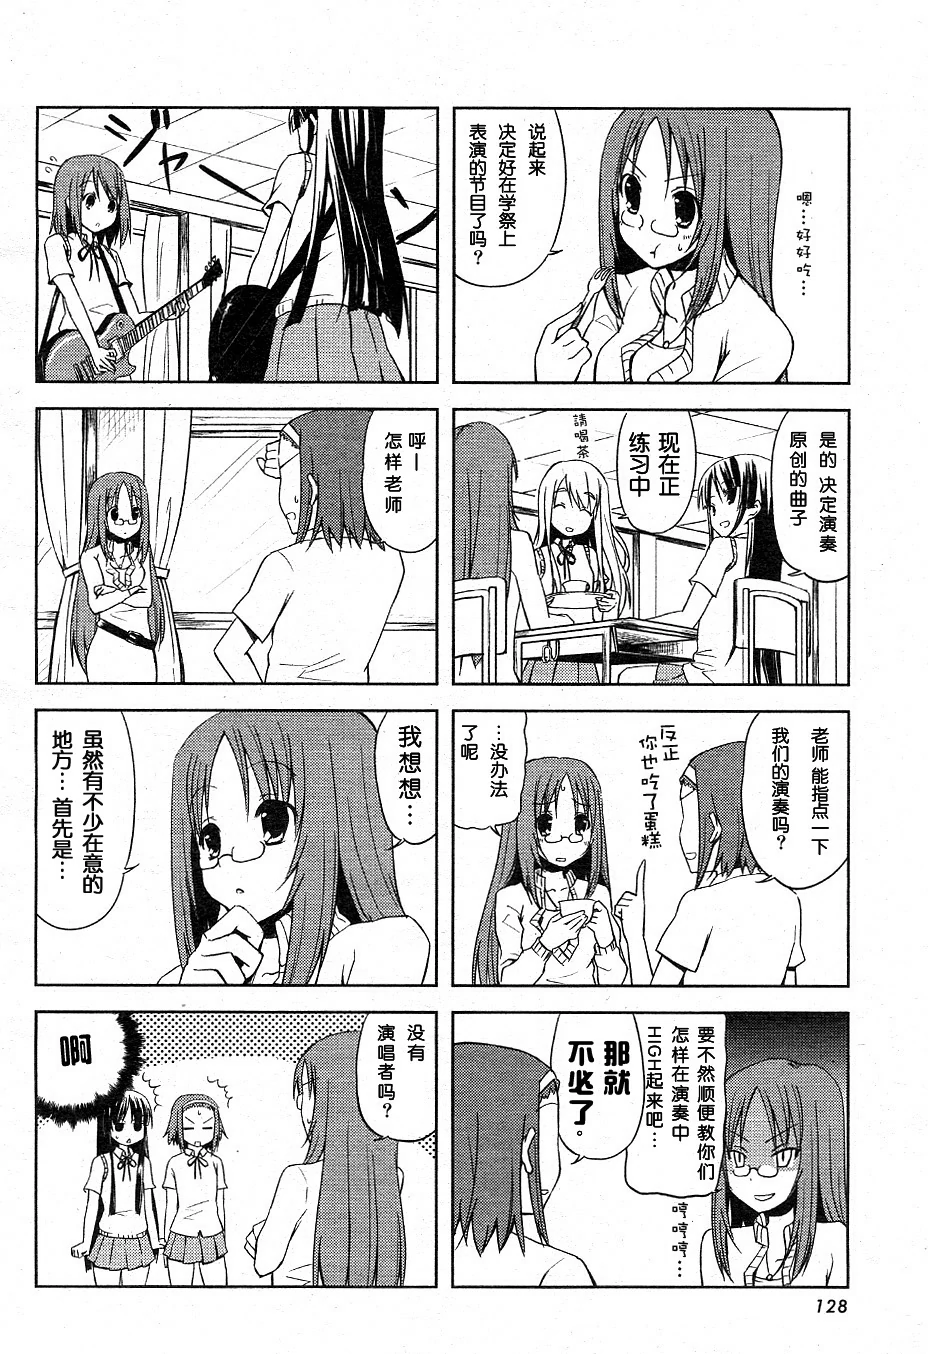 说起来
决定好在学祭上
表演的节目了吗?
嗯…好好吃…
是的 决定演奏
原创的曲子
现在正
练习中
請喝茶
老师 能指点一下
我们的演奏吗?
反正
你也吃了蛋糕
…没办法
了呢
要不然顺便教你们
怎样在演奏中
HIGH起来吧…
哼哼哼…
那就
不必了。
ジャッ
呼—
怎样老师
我想想…
虽然有不少在意的
地方… 首先是…
没有
演唱者吗?
啊
128